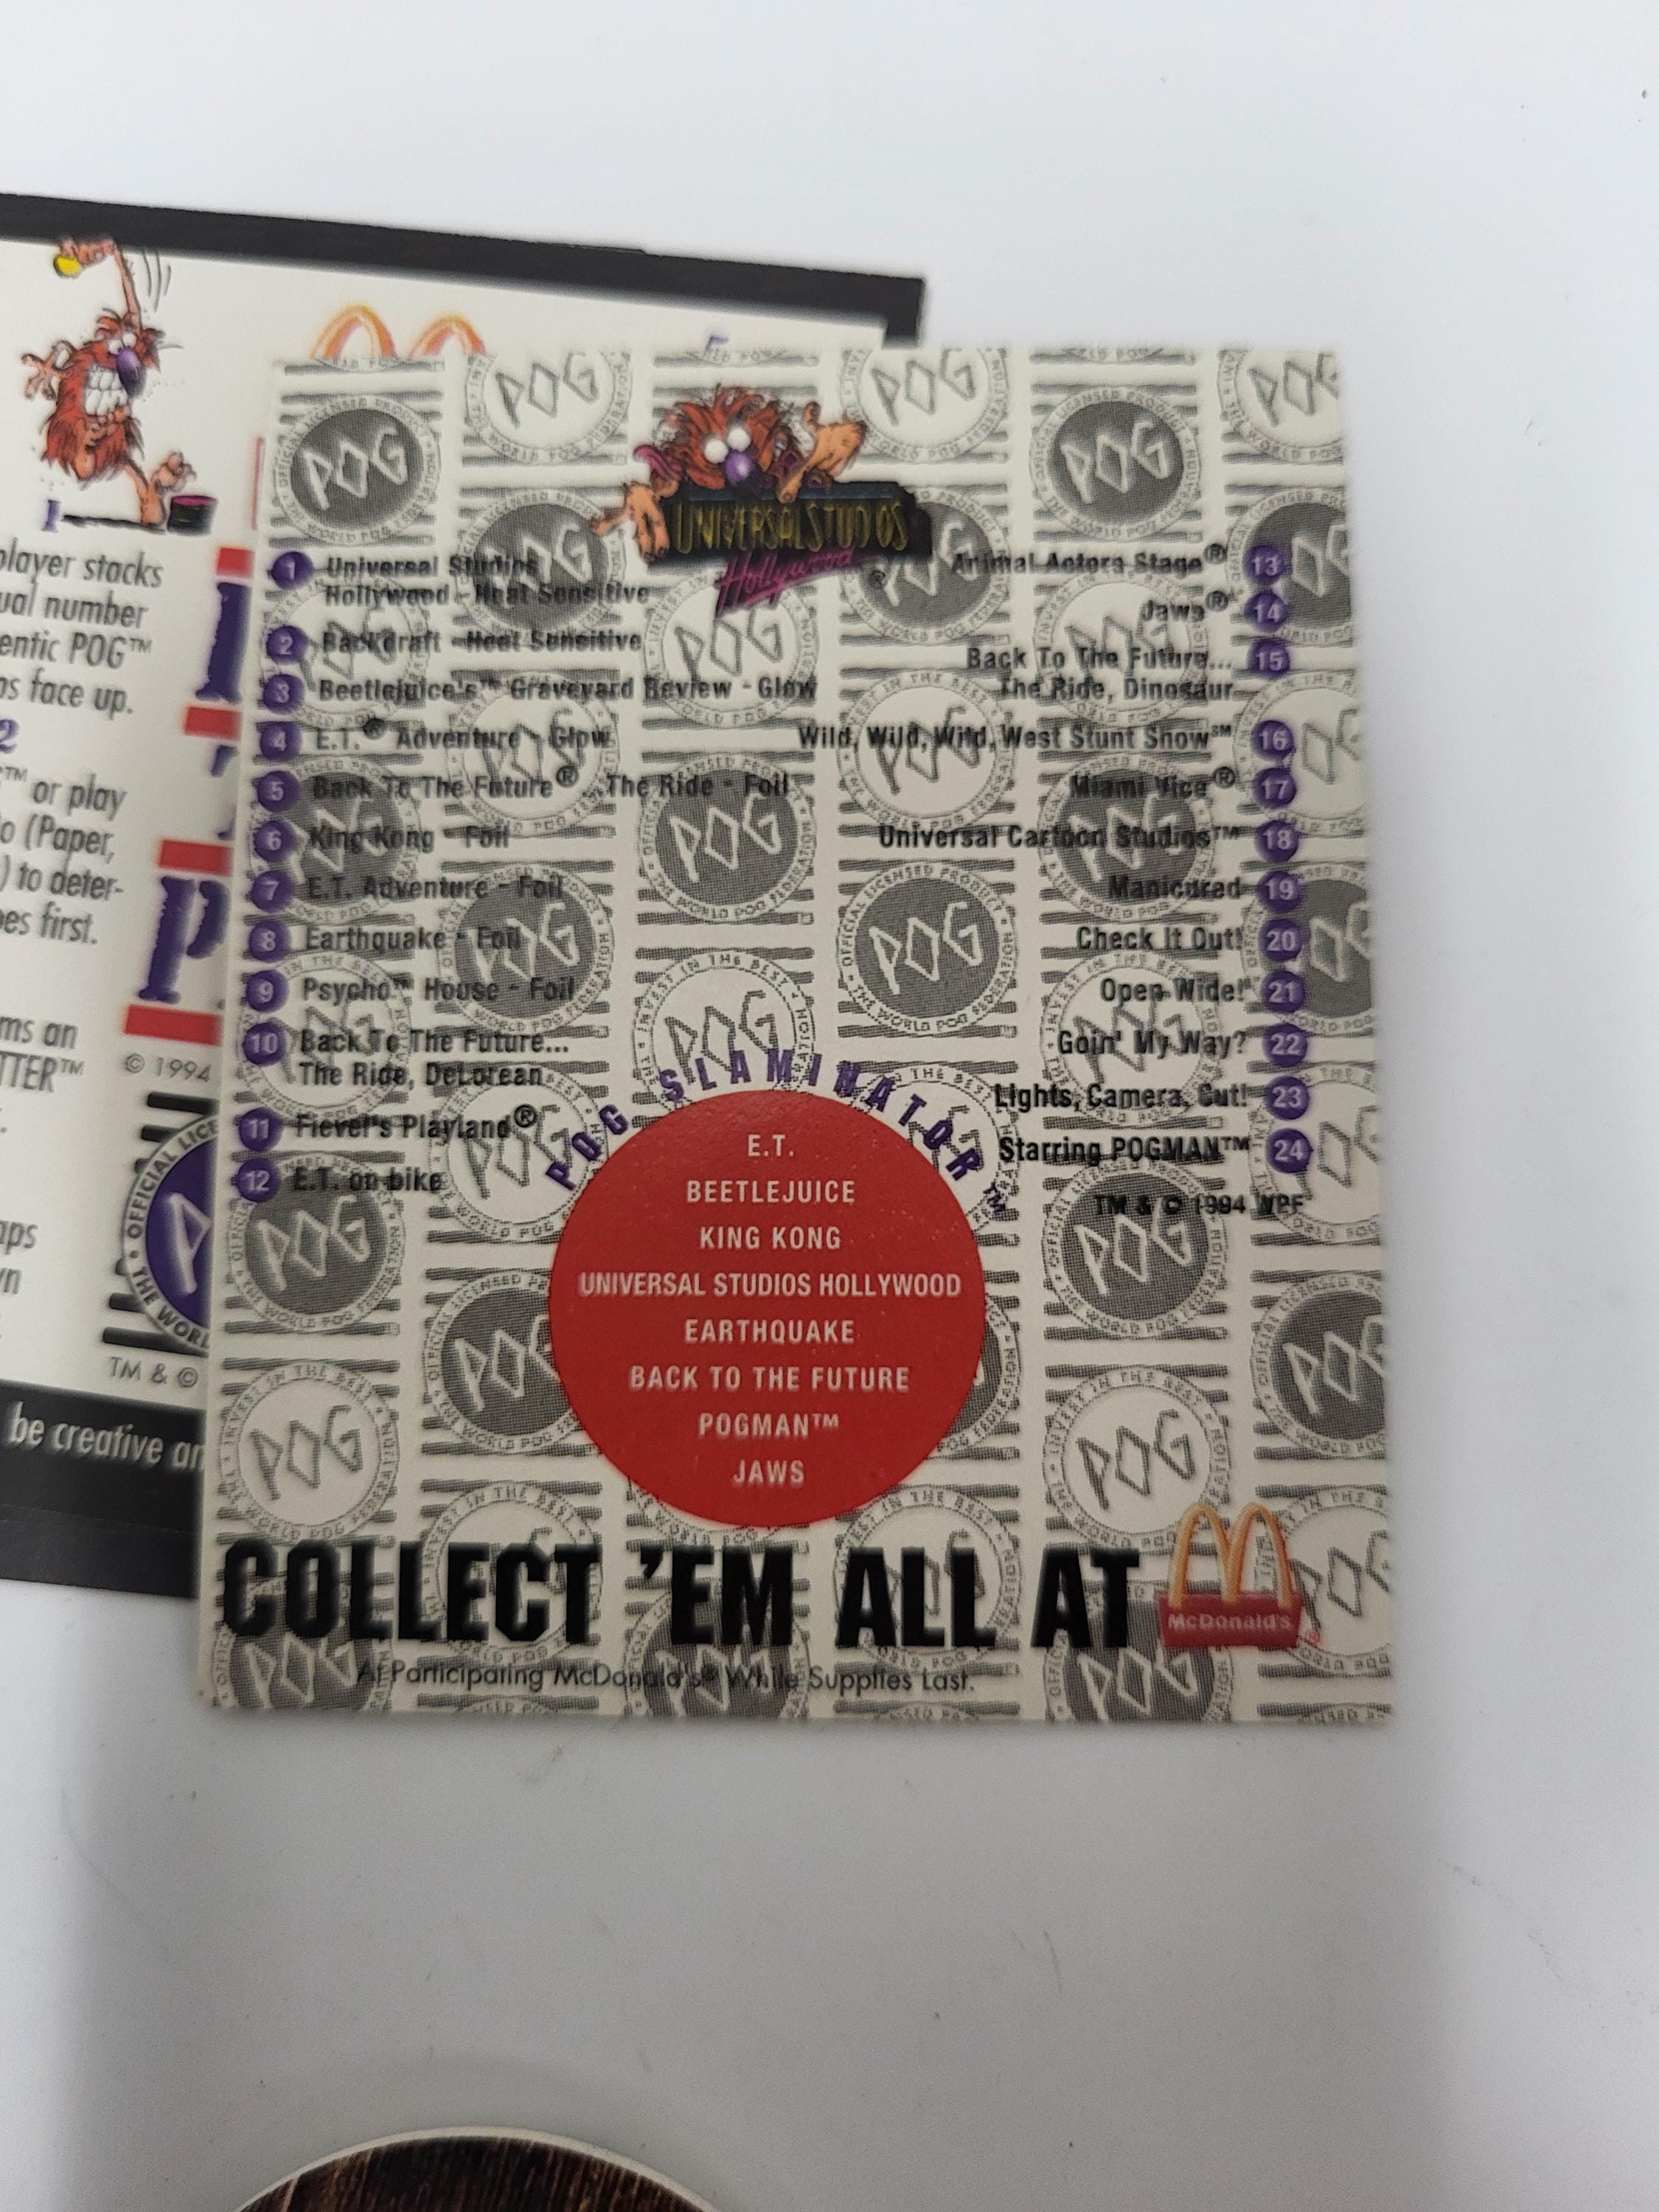 1
player stacks
ual number
entic POG™
ps face up.
2
™ or play
o (Paper,
) to deter-
es first.
ms an
TTER™
aps
© 1994
TM & ©
be creative an
UNIVERSAL STUDIOS
Hollywood®
1 Universal Studios
Hollywood - Heat Sensitive
2 Backdraft - Heat Sensitive
3 Beetlejuice's™ Graveyard Review - Glow
4 E.T.® Adventure - Glow
5 Back To The Future®...The Ride - Foil
6 King Kong - Foil
7 E.T. Adventure - Foil
8 Earthquake - Foil
9 Psycho™ House - Foil
10 Back To The Future...
The Ride, DeLorean
11 Fievel's Playland®
12 E.T. on bike
Animal Actors Stage® 13
Jaws® 14
Back To The Future... 15
The Ride, Dinosaur
Wild, Wild, Wild, West Stunt Show℠ 16
Miami Vice® 17
Universal Cartoon Studios™ 18
Manicured 19
Check It Out! 20
Open Wide! 21
Goin' My Way? 22
Lights, Camera, Cut! 23
Starring POGMAN™ 24
TM & © 1994 WPF
POG SLAMINATOR™
E.T.
BEETLEJUICE
KING KONG
UNIVERSAL STUDIOS HOLLYWOOD
EARTHQUAKE
BACK TO THE FUTURE
POGMAN™
JAWS
COLLECT 'EM ALL AT
McDonald's®
At Participating McDonald's® While Supplies Last.